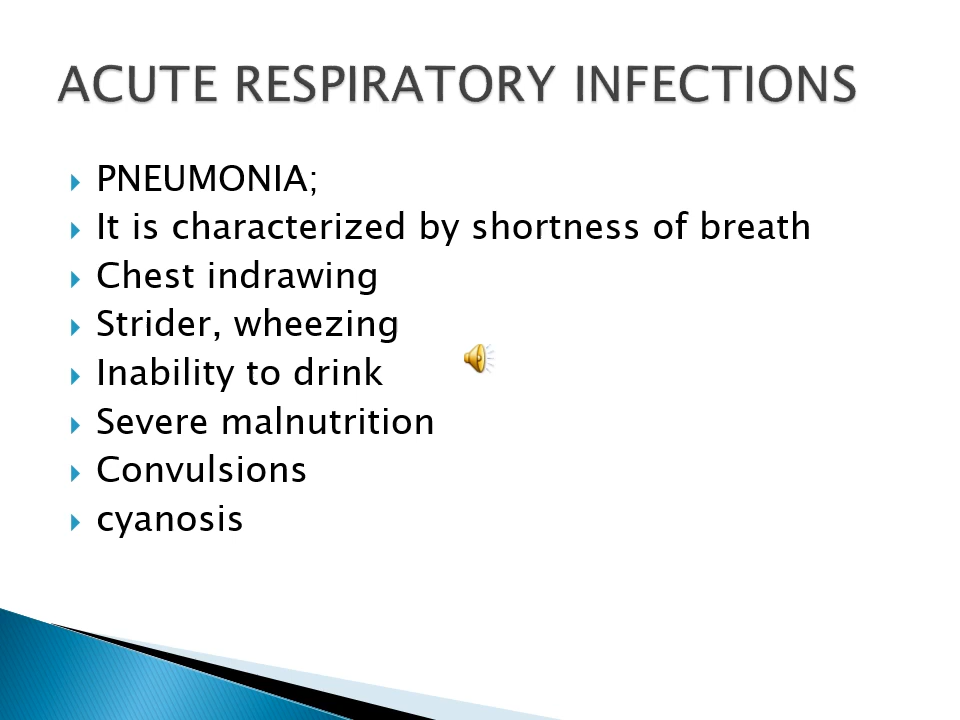 ACUTE RESPIRATORY INFECTIONS
PNEUMONIA;
It is characterized by shortness of breath
Chest indrawing
Strider, wheezing
Inability to drink
Severe malnutrition
Convulsions
cyanosis